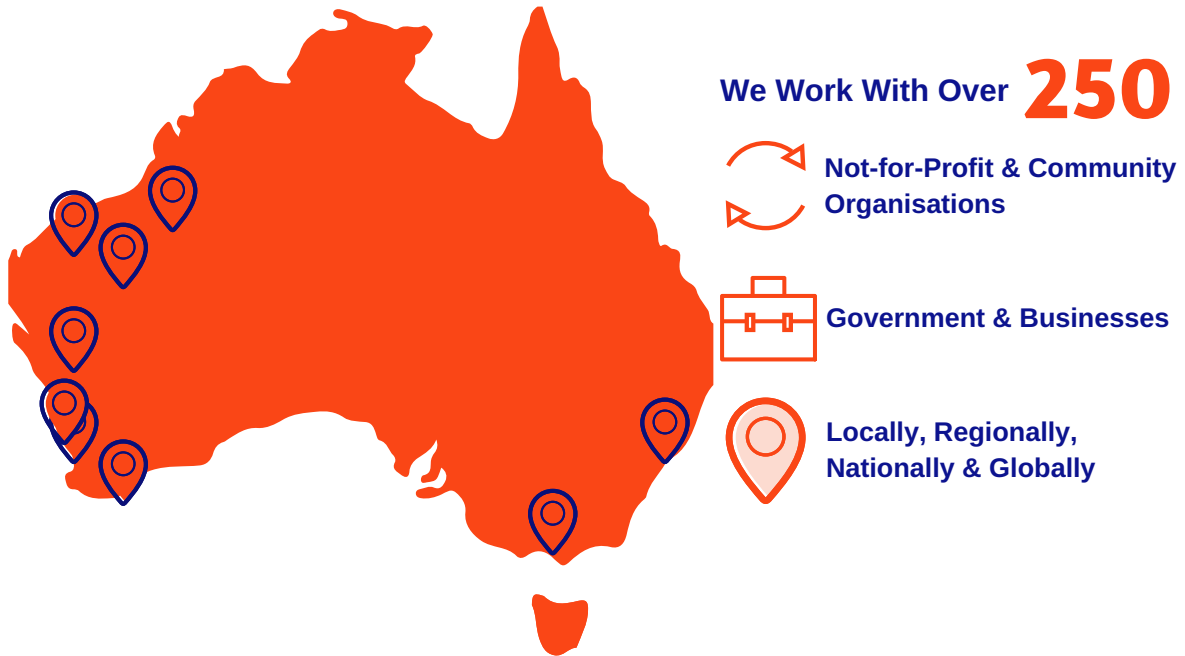 We Work With Over 250
Not-for-Profit & Community
Organisations
Government & Businesses
Locally, Regionally,
Nationally & Globally